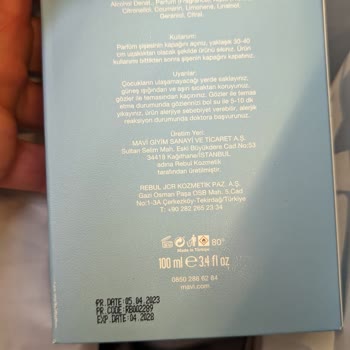 Alcohol Denat., Parfum (Fragrance),
Citronellol, Coumarin, Limonene, Linalool
Geraniol, Citral.
Kullanım:
Parfüm şişesinin kapağını açınız, yaklaşık 30-40
cm uzaklıktan olacak şekilde ürünü sıkınız. Ürün
kullanımı bittikten sonra şişenin kapağını kapatınız.
Uyarılar:
Çocukların ulaşamayacağı yerde saklayınız,
güneş ışığından ve aşırı sıcaktan koruyunuz,
gözler ile temasından kaçınınız. Gözler ile temas
etme durumunda gözlerinizi bol su ile 5-10 dk
yıkayınız, ürün alerjiye sebebiyet verebilir, alerjik
reaksiyon durumunda doktora başvurunuz.
Üretim Yeri:
MAVİ GİYİM SANAYİ VE TİCARET A.Ş.
Sultan Selim Mah. Eski Büyükdere Cad No:53
34418 Kağıthane/İSTANBUL
adına Rebul Kozmetik
tarafından üretilmiştir.
REBUL JCR KOZMETİK PAZ. A.Ş.
Gazi Osman Paşa OSB Mah. 5.Cad
No:1-3A Çerkezköy-Tekirdağ/Türkiye
T: +90 282 265 23 34
80°
Made in Türkiye
100 ml ℮ 3.4 fl oz
0850 288 62 84
mavi.com
PR.DATE:05.04.2023
PR.CODE:RB002289
EXP.DATE:04 2028